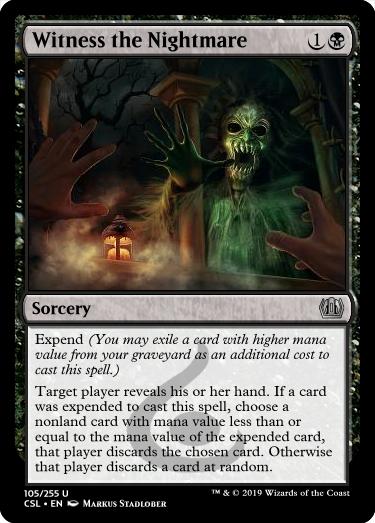 Witness the Nightmare 1
Sorcery
Expend (You may exile a card with higher mana
value from your graveyard as an additional cost to
cast this spell.)
Target player reveals his or her hand. If a
card was expended to cast this spell, choose a
nonland card with mana value less than or
equal to the mana value of the expended card,
that player discards the chosen card. Otherwise
that player discards a card at random.
105/255 U
CSL • EN Markus Stadlober
™ & © 2019 Wizards of the Coast